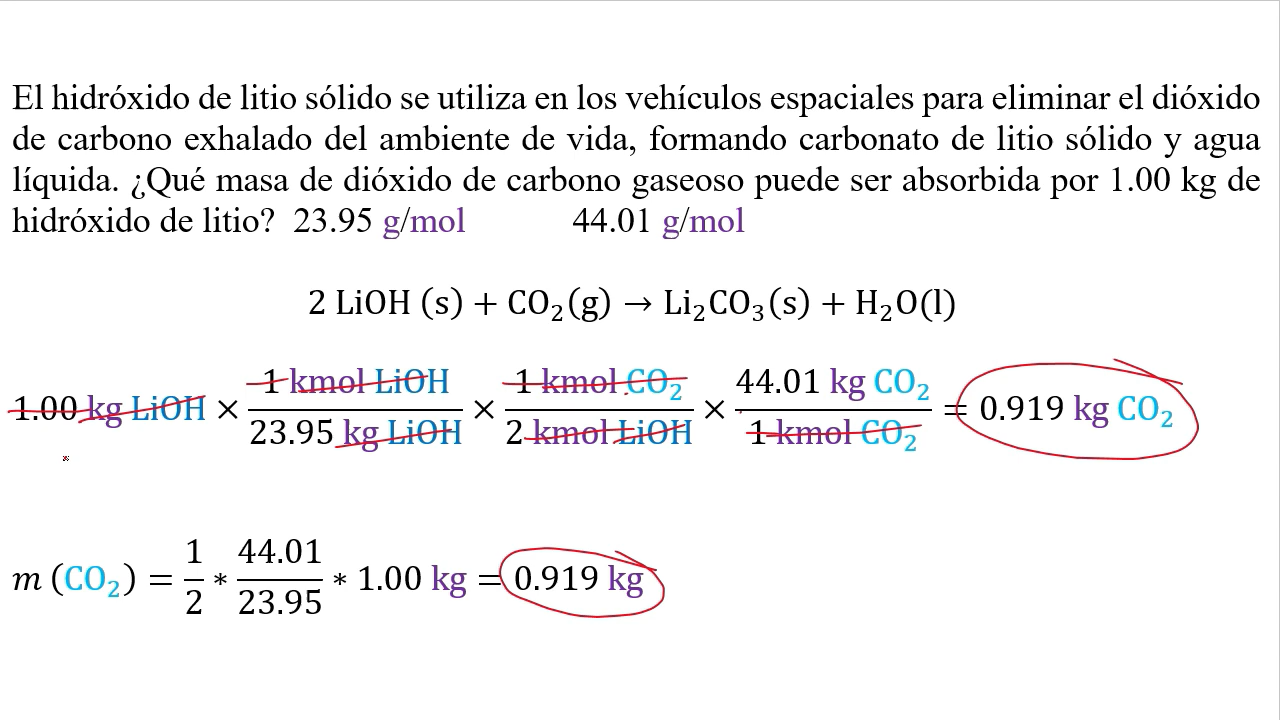 El hidróxido de litio sólido se utiliza en los vehículos espaciales para eliminar el dióxido
de carbono exhalado del ambiente de vida, formando carbonato de litio sólido y agua
líquida. ¿Qué masa de dióxido de carbono gaseoso puede ser absorbida por 1.00 kg de
hidróxido de litio? 23.95 g/mol 44.01 g/mol
2 LiOH (s) + CO₂(g) → Li₂CO₃(s) + H₂O(l)
1.00 kg LiOH × 1 kmol LiOH / 23.95 kg LiOH × 1 kmol CO₂ / 2 kmol LiOH × 44.01 kg CO₂ / 1 kmol CO₂ = 0.919 kg CO₂
m (CO₂) = 1/2 * 44.01/23.95 * 1.00 kg = 0.919 kg